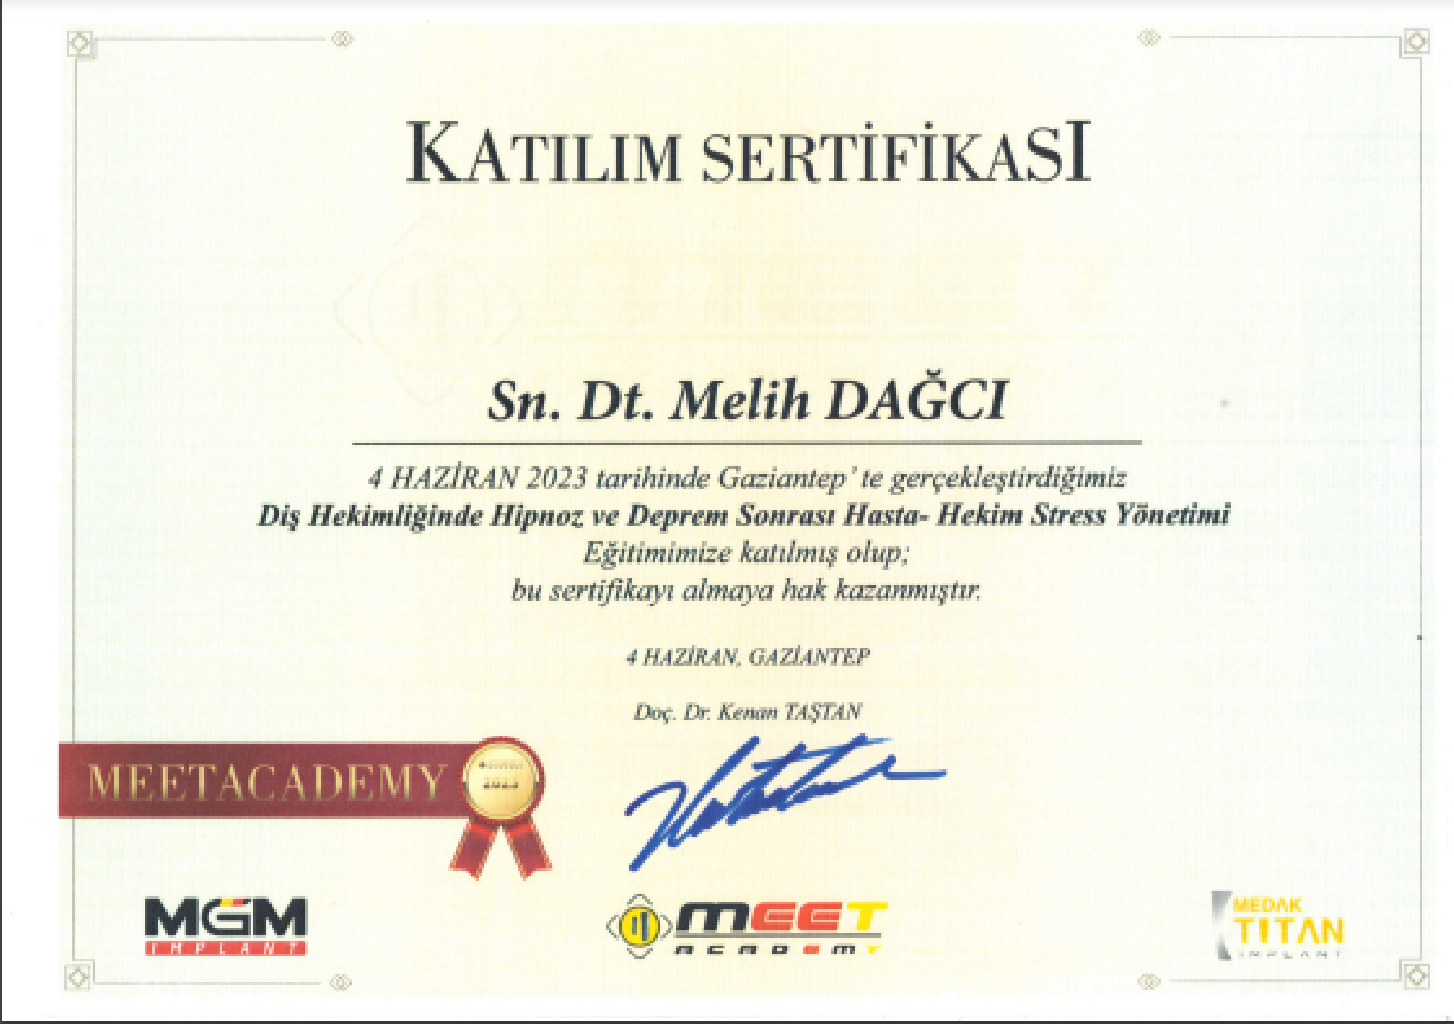 KATILIM SERTİFİKASI
Sn. Dt. Melih DAĞCI
4 HAZİRAN 2023 tarihinde Gaziantep' te gerçekleştirdiğimiz
Diş Hekimliğinde Hipnoz ve Deprem Sonrası Hasta- Hekim Stress Yönetimi
Eğitimimize katılmış olup;
bu sertifikayı almaya hak kazanmıştır.
4 HAZİRAN, GAZİANTEP
Doç. Dr. Kenan TAŞTAN
MEETACADEMY
MGM
IMPLANT
MEET
ACADEMY
MEDAK
TITAN
IMPLANT